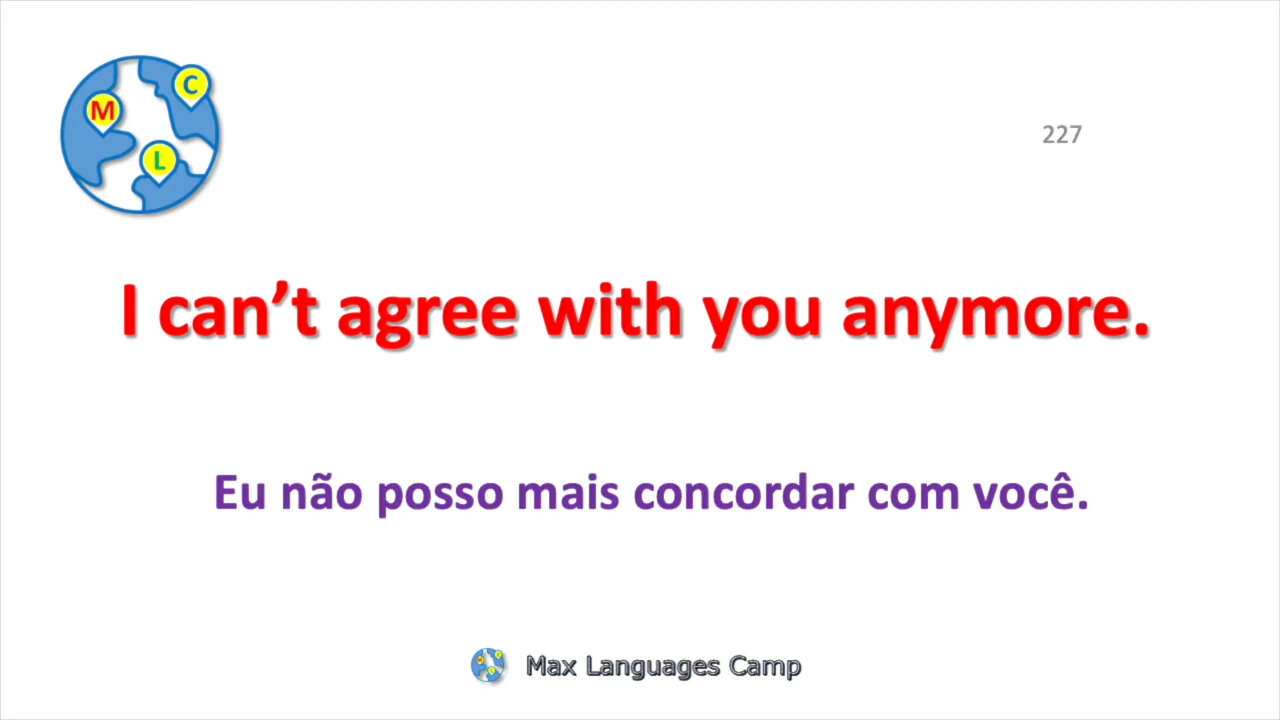 C
M
L
227
I can’t agree with you anymore.
Eu não posso mais concordar com você.
Max Languages Camp